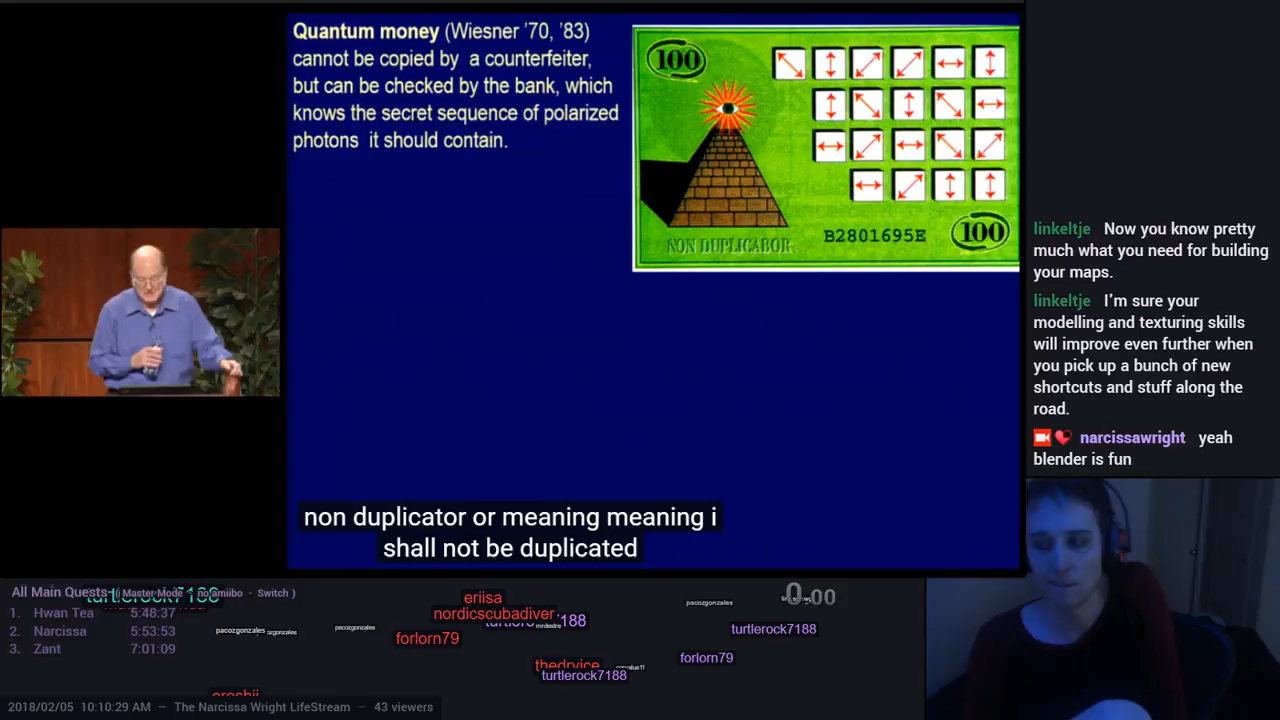 Quantum money (Wiesner '70, '83)
cannot be copied by a counterfeiter,
but can be checked by the bank, which
knows the secret sequence of polarized
photons it should contain.
100
NON DUPLICABOR
B2801695E
100
non duplicator or meaning meaning i
shall not be duplicated
linkeltje Now you know pretty
much what you need for building
your maps.
linkeltje I'm sure your
modelling and texturing skills
will improve even further when
you pick up a bunch of new
shortcuts and stuff along the
road.
narcissawright yeah
blender is fun
All Main Quests ( Master Mode - no amiibo - Switch )
1. Hwan Tea 5:48:37
2. Narcissa 5:53:53
3. Zant 7:01:09
turtlerock7188
pacozgonzales
pacozgonzales
eriisa
nordicscubadiver
forlorn79
thedrvice
turtlerock7188
pacozgonzales
0.00
turtlerock7188
forlorn79
2018/02/05 10:10:29 AM — The Narcissa Wright LifeStream — 43 viewers